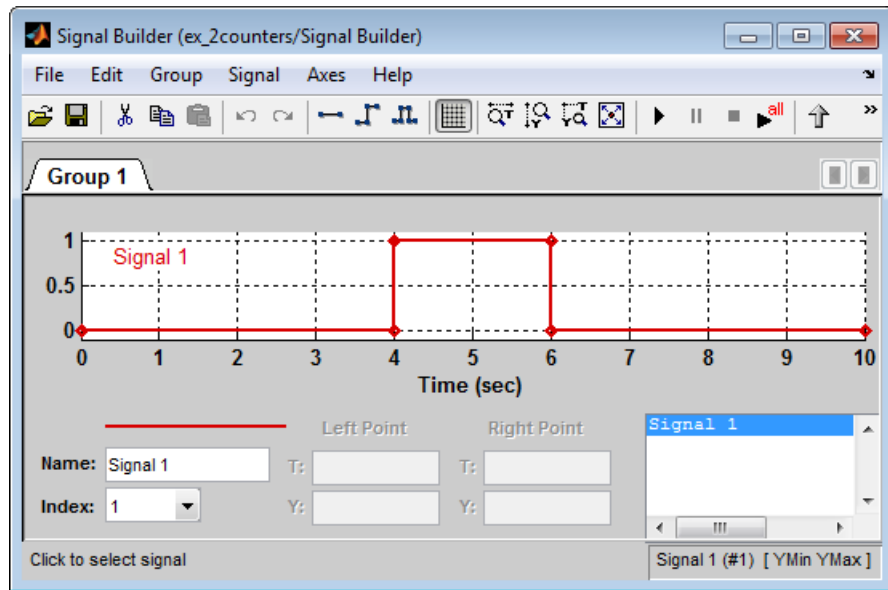 Signal Builder (ex_2counters/Signal Builder)
File Edit Group Signal Axes Help
all
Group 1
1
0.5
0
Signal 1
0 1 2 3 4 5 6 7 8 9 10
Time (sec)
Left Point Right Point
Name: Signal 1 T: T:
Index: 1 Y: Y:
Signal 1
Click to select signal
Signal 1 (#1) [ YMin YMax ]